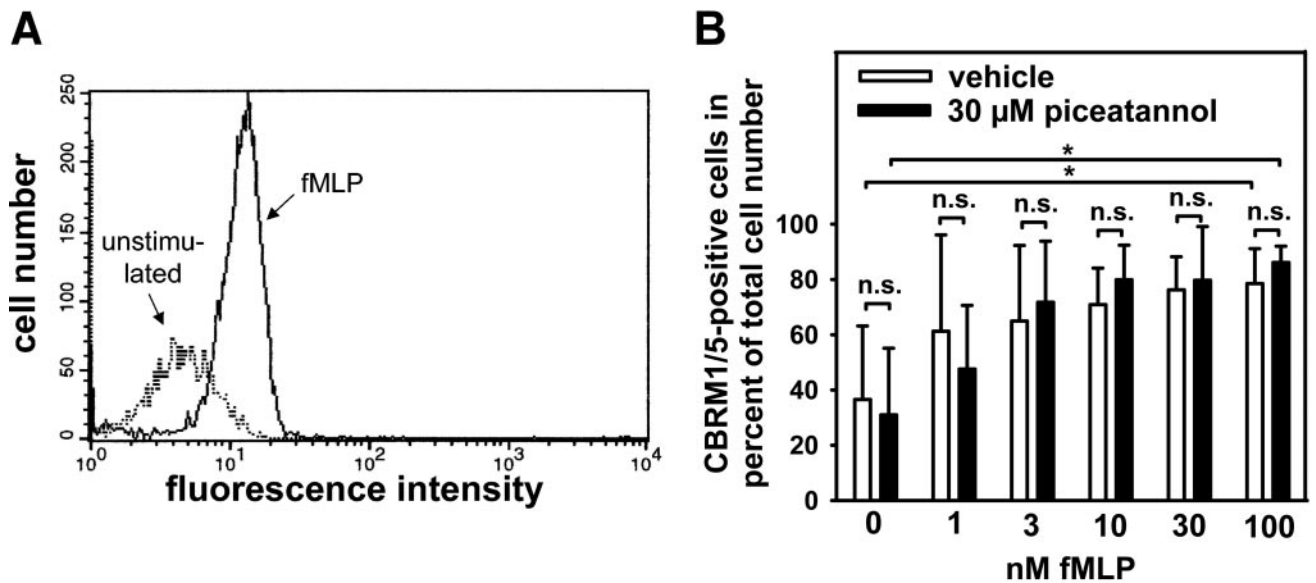 A
cell number
250
200
150
100
50
0
unstimu-
lated
fMLP
10^0
10^1
10^2
10^3
10^4
fluorescence intensity
B
CBRM1/5-positive cells in
percent of total cell number
vehicle
30 µM piceatannol
*
*
n.s.
n.s.
n.s.
n.s.
n.s.
n.s.
100
80
60
40
20
0
0
1
3
10
30
100
nM fMLP